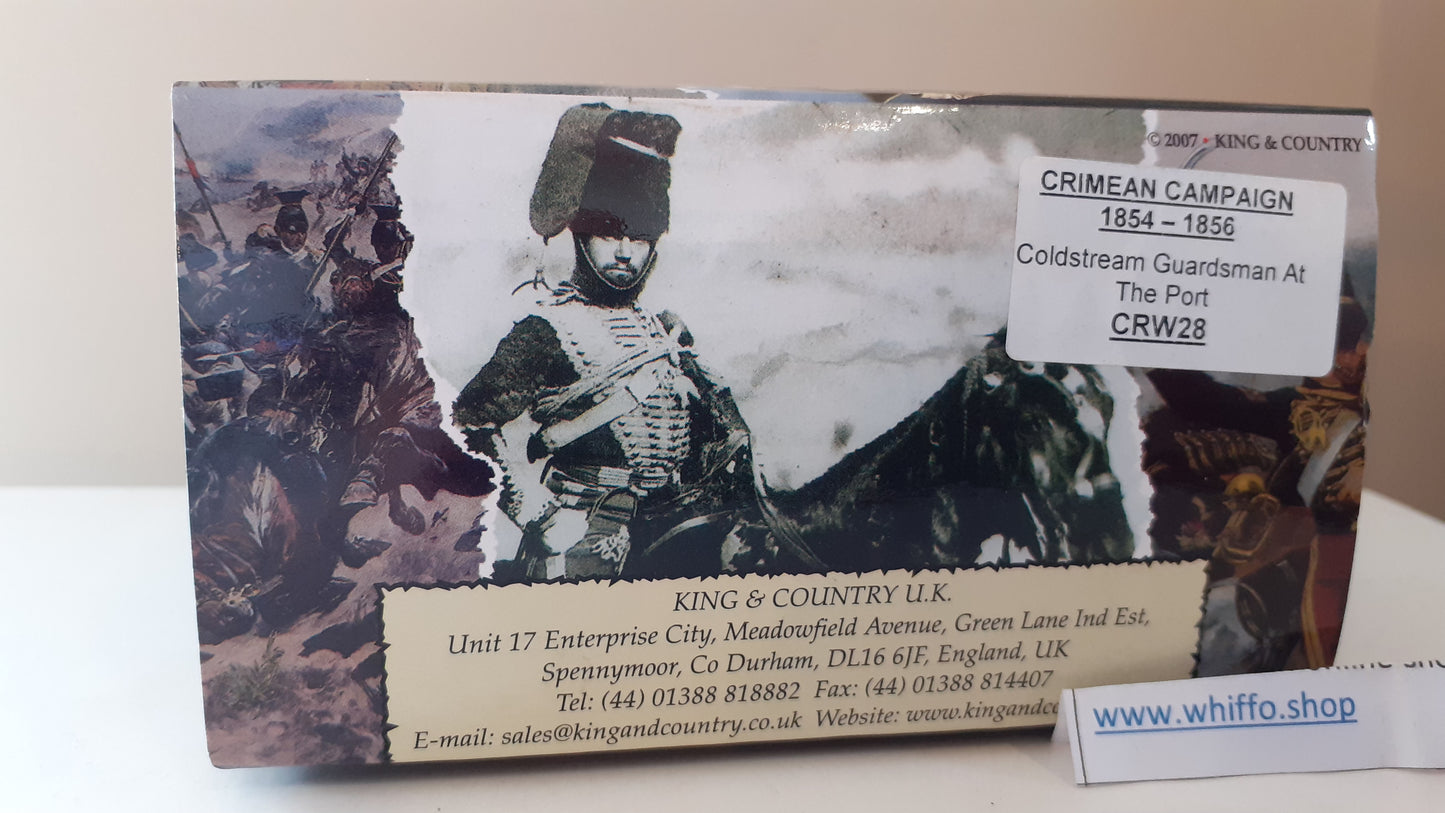 © 2007 • KING & COUNTRY
CRIMEAN CAMPAIGN
1854 – 1856
Coldstream Guardsman At
The Port
CRW28
KING & COUNTRY U.K.
Unit 17 Enterprise City, Meadowfield Avenue, Green Lane Ind Est,
Spennymoor, Co Durham, DL16 6JF, England, UK
Tel: (44) 01388 818882 Fax: (44) 01388 814407
E-mail: sales@kingandcountry.co.uk Website: www.kingandco
www.whiffo.shop